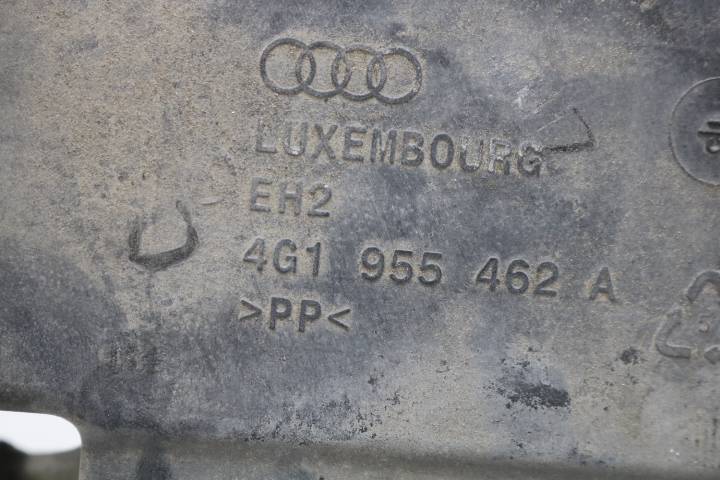 LUXEMBOURG
EH2
4G1 955 462 A
>PP<